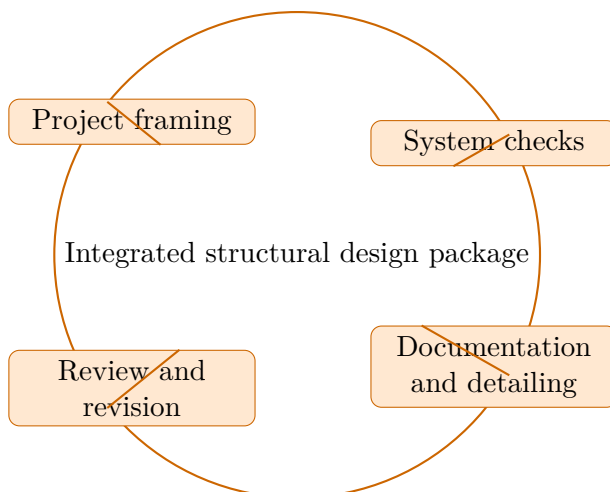 Project framing
System checks
Integrated structural design package
Documentation
and detailing
Review and
revision